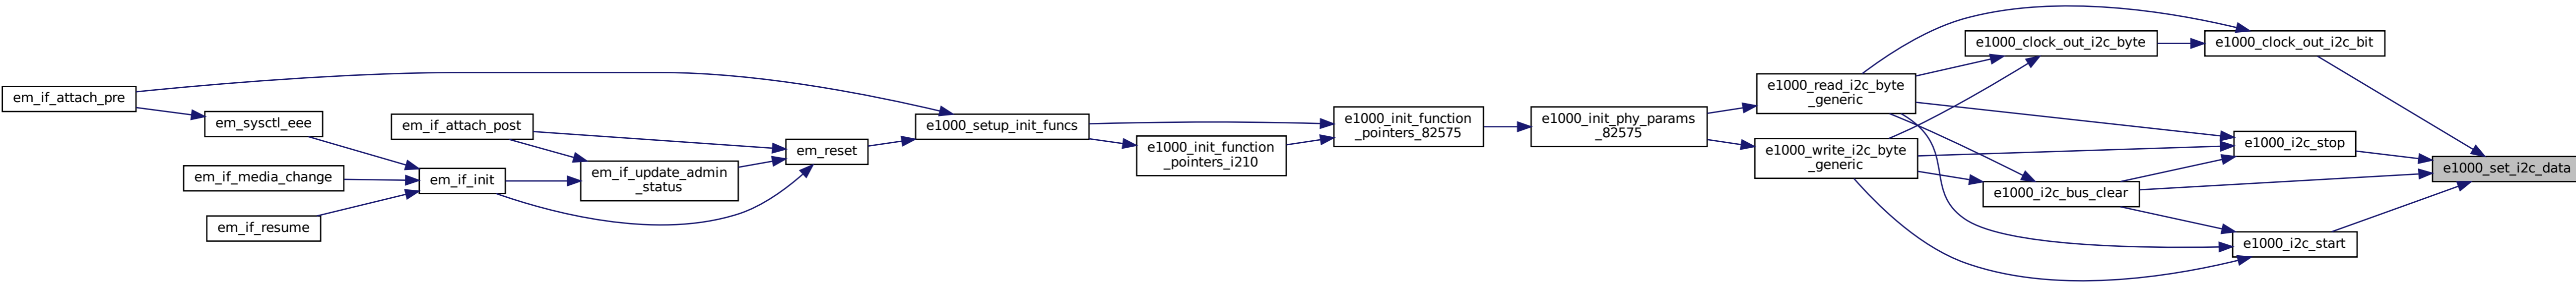 em_if_attach_pre
em_sysctl_eee
em_if_media_change
em_if_resume
em_if_attach_post
em_if_init
em_if_update_admin
_status
em_reset
e1000_setup_init_funcs
e1000_init_function
_pointers_i210
e1000_init_function
_pointers_82575
e1000_init_phy_params
_82575
e1000_read_i2c_byte
_generic
e1000_write_i2c_byte
_generic
e1000_clock_out_i2c_byte
e1000_i2c_bus_clear
e1000_clock_out_i2c_bit
e1000_i2c_stop
e1000_i2c_start
e1000_set_i2c_data